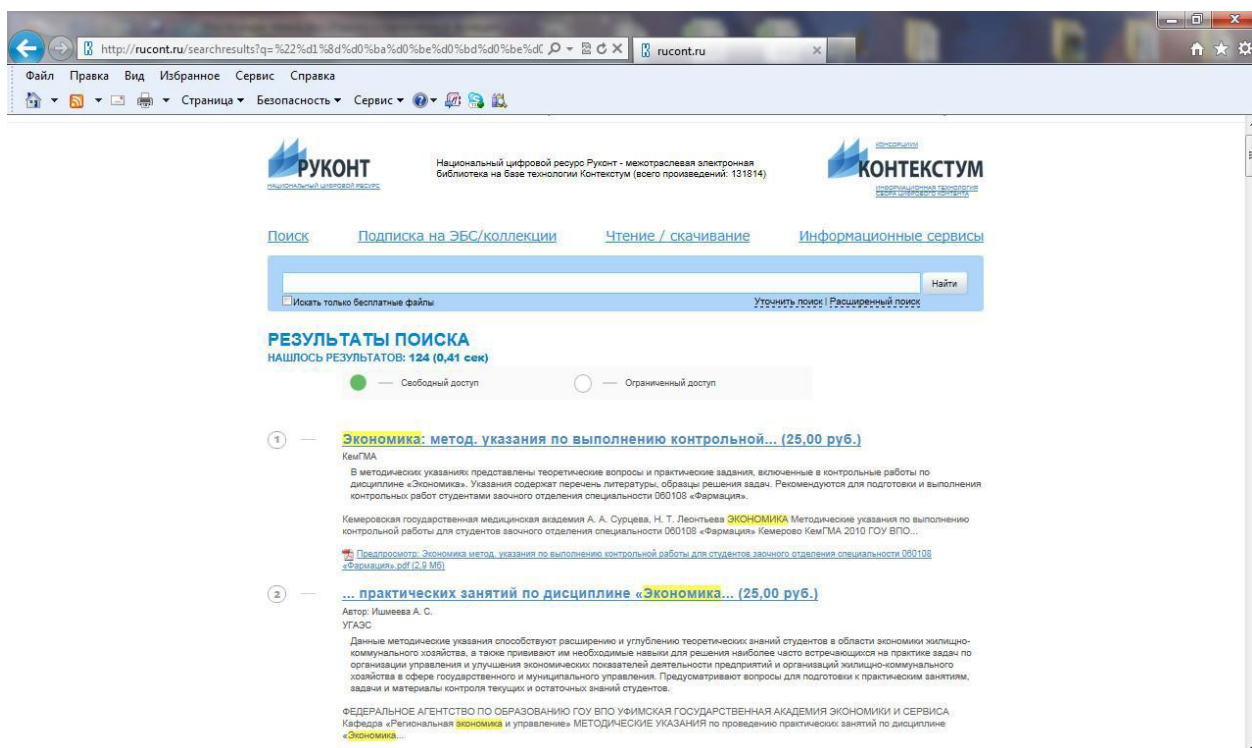 http://rucont.ru/searchresults?q=%22%d1%8d%d0%ba%d0%be%d0%bd%d0%be%dC
rucont.ru
Файл Правка Вид Избранное Сервис Справка
Страница Безопасность Сервис
РУКОНТ
НАЦИОНАЛЬНЫЙ ЦИФРОВОЙ РЕСУРС
Национальный цифровой ресурс Руконт - межотраслевая электронная
библиотека на базе технологии Контекстум (всего произведений: 131814)
КОНСОРЦИУМ
КОНТЕКСТУМ
ИНФОРМАЦИОННАЯ ТЕХНОЛОГИЯ
СБОРА ЦИФРОВОГО КОНТЕНТА
Поиск Подписка на ЭБС/коллекции Чтение / скачивание Информационные сервисы
Найти
Искать только бесплатные файлы Уточнить поиск | Расширенный поиск
РЕЗУЛЬТАТЫ ПОИСКА
НАШЛОСЬ РЕЗУЛЬТАТОВ: 124 (0,41 сек)
— Свободный доступ — Ограниченный доступ
1 — Экономика: метод. указания по выполнению контрольной... (25,00 руб.)
КемГМА
В методических указаниях представлены теоретические вопросы и практические задания, включенные в контрольные работы по
дисциплине «Экономика». Указания содержат перечень литературы, образцы решения задач. Рекомендуются для подготовки и выполнения
контрольных работ студентами заочного отделения специальности 060108 «Фармация».
Кемеровская государственная медицинская академия А. А. Сурцева, Н. Т. Леонтьева ЭКОНОМИКА Методические указания по выполнению
контрольной работы для студентов заочного отделения специальности 060108 «Фармация» Кемерово КемГМА 2010 ГОУ ВПО...
Предпросмотр: Экономика метод. указания по выполнению контрольной работы для студентов заочного отделения специальности 060108
«Фармация».pdf (2,9 Мб)
2 — ... практических занятий по дисциплине «Экономика... (25,00 руб.)
Автор: Ишмеева А. С.
УГАЭС
Данные методические указания способствуют расширению и углублению теоретических знаний студентов в области экономики жилищно-
коммунального хозяйства, а также прививают им необходимые навыки для решения наиболее часто встречающихся на практике задач по
организации управления и улучшения экономических показателей деятельности предприятий и организаций жилищно-коммунального
хозяйства в сфере государственного и муниципального управления. Предусматривают вопросы для подготовки к практическим занятиям,
задачи и материалы контроля текущих и остаточных знаний студентов.
ФЕДЕРАЛЬНОЕ АГЕНТСТВО ПО ОБРАЗОВАНИЮ ГОУ ВПО УФИМСКАЯ ГОСУДАРСТВЕННАЯ АКАДЕМИЯ ЭКОНОМИКИ И СЕРВИСА
Кафедра «Региональная экономика и управление» МЕТОДИЧЕСКИЕ УКАЗАНИЯ по проведению практических занятий по дисциплине
«Экономика...